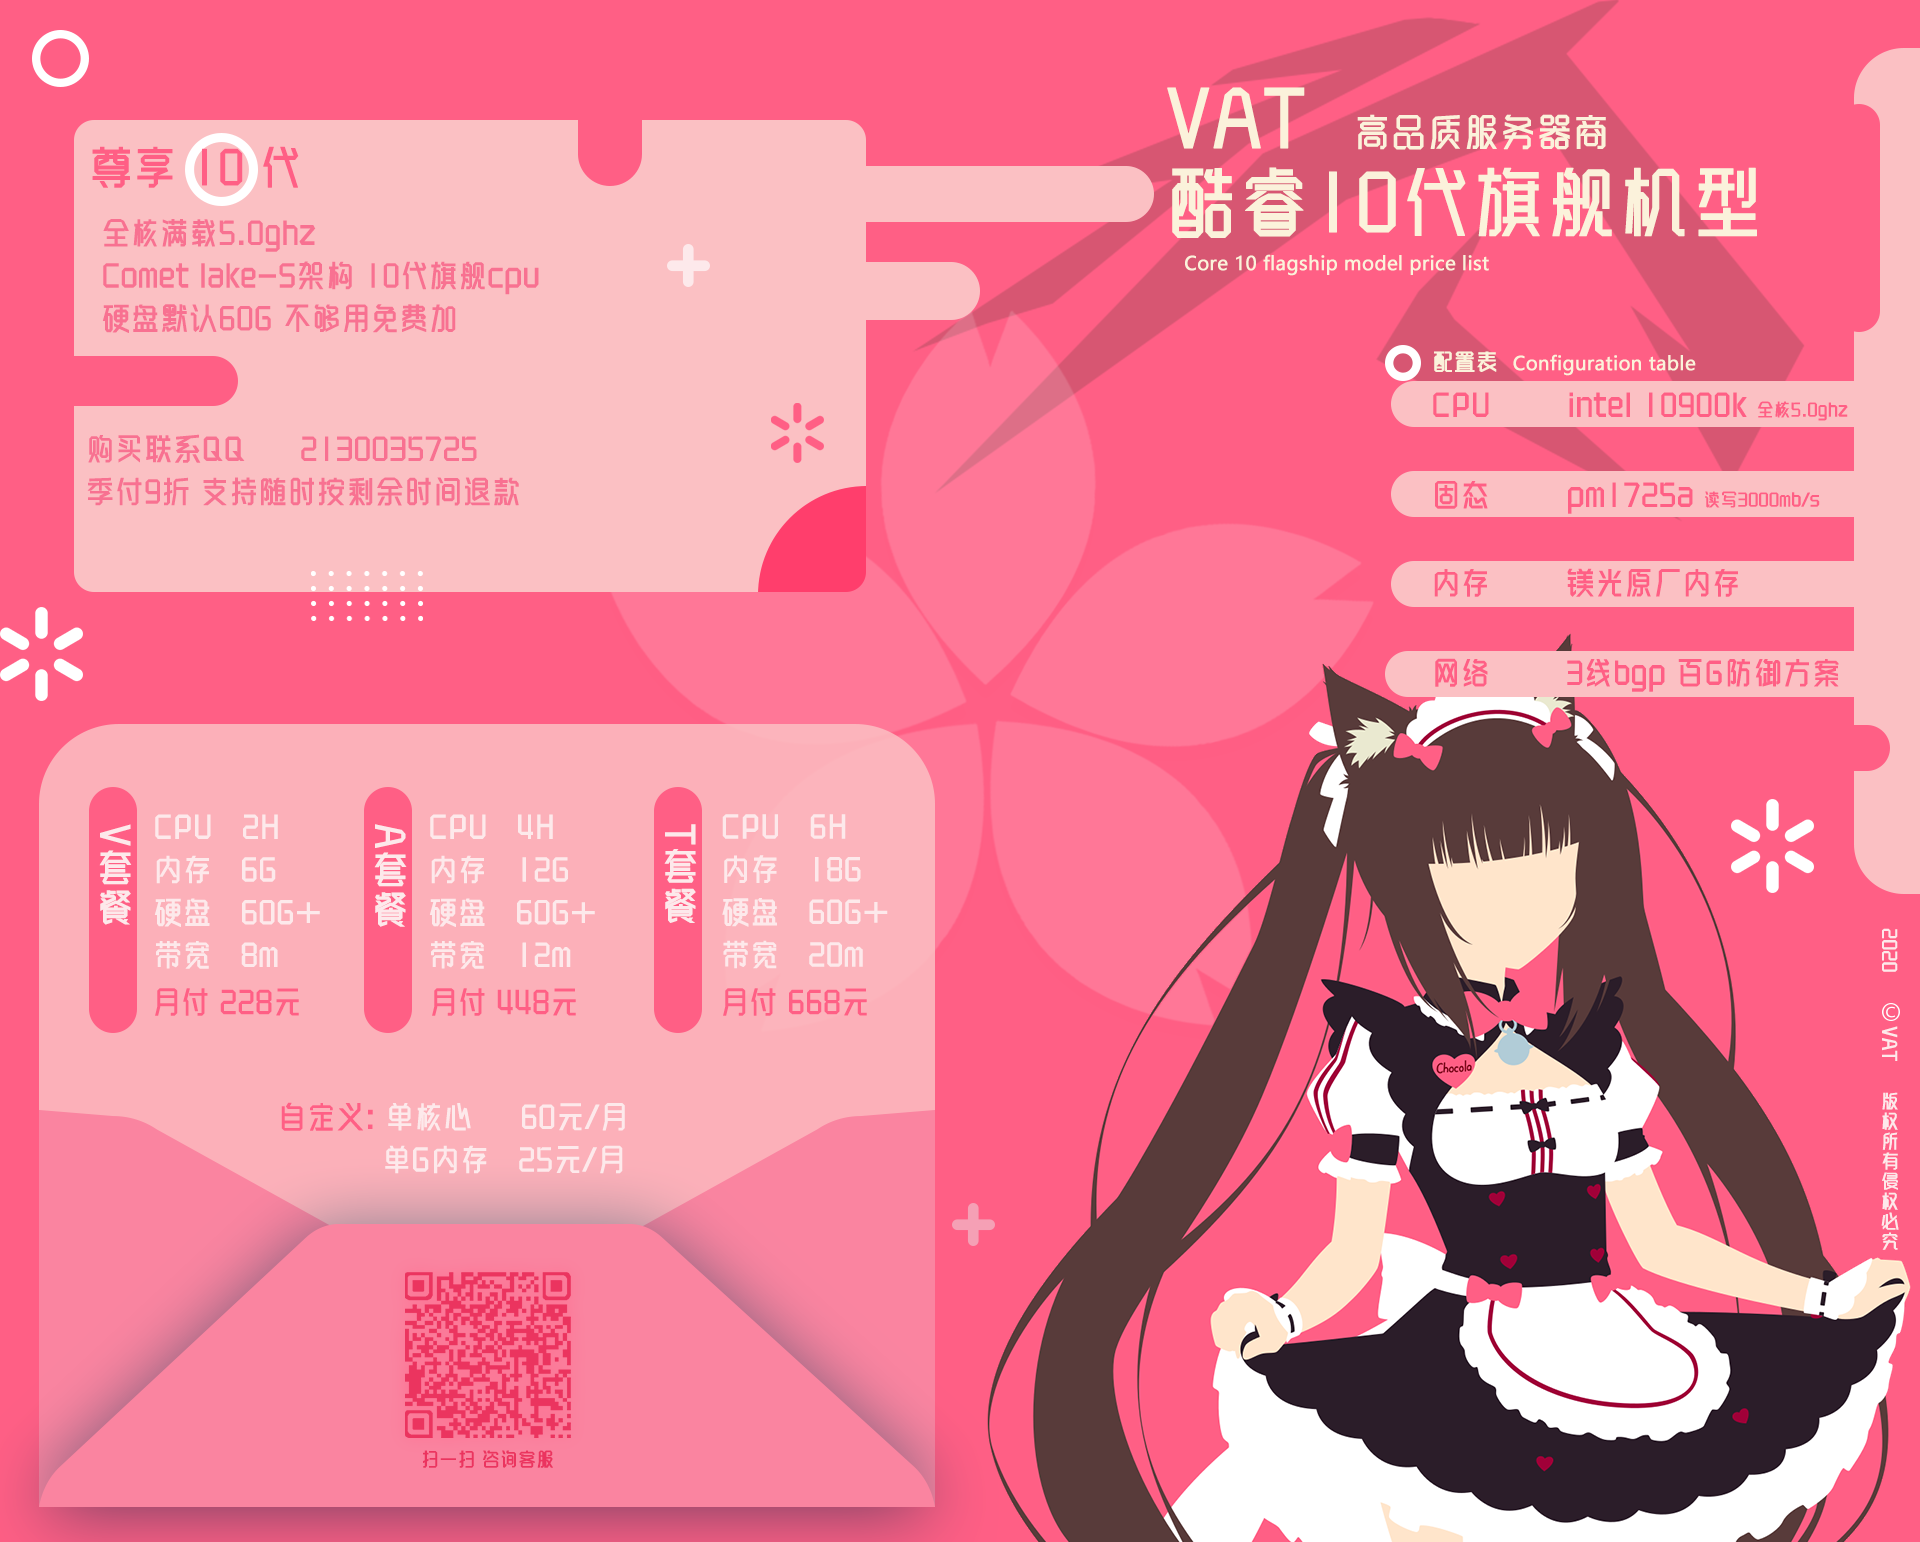 VAT 高品质服务器商
酷睿10代旗舰机型
Core 10 flagship model price list
尊享 10 代
全核满载5.0ghz
Comet lake-S架构 10代旗舰cpu
硬盘默认60G 不够用免费加
购买联系QQ 2130035725
季付9折 支持随时按剩余时间退款
配置表 Configuration table
CPU intel 10900k 全核5.0ghz
固态 pm1725a 读写3000mb/s
内存 镁光原厂内存
网络 3线bgp 百G防御方案
V套餐
CPU 2H
内存 6G
硬盘 60G+
带宽 8m
月付 228元
A套餐
CPU 4H
内存 12G
硬盘 60G+
带宽 12m
月付 448元
T套餐
CPU 6H
内存 18G
硬盘 60G+
带宽 20m
月付 668元
自定义: 单核心 60元/月
单G内存 25元/月
扫一扫 咨询客服
Chocola
2020 ©VAT 版权所有侵权必究